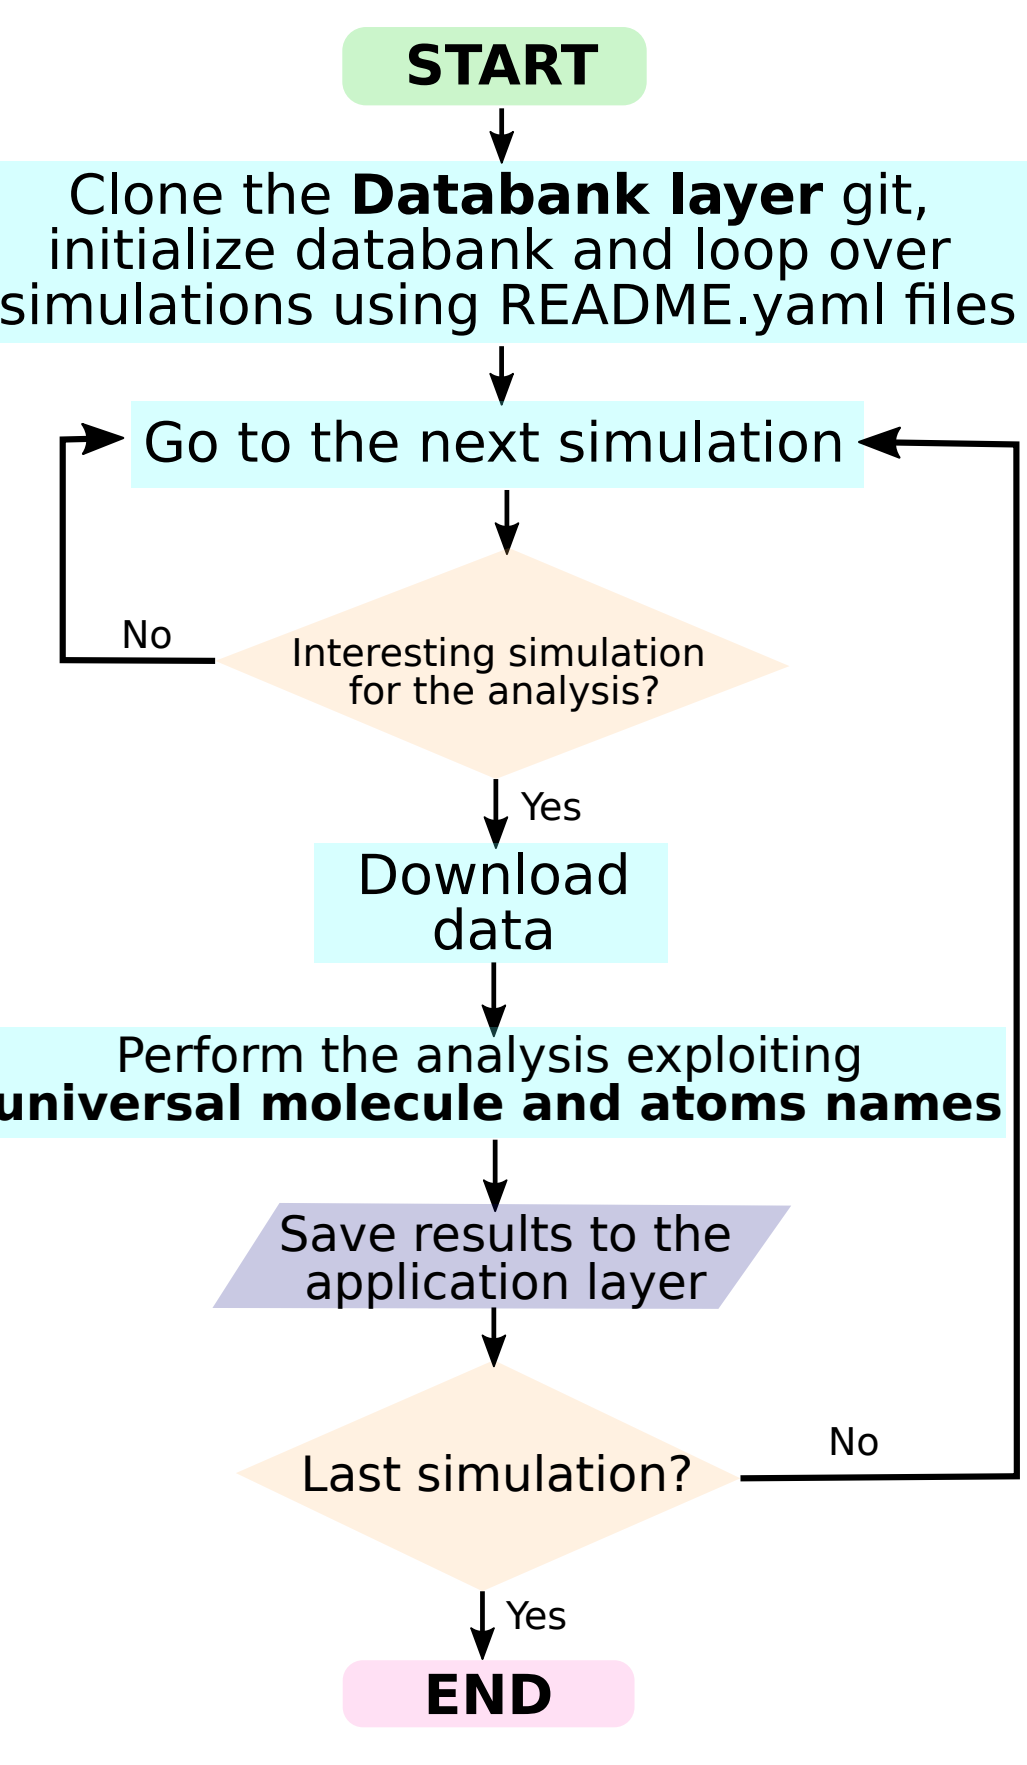 START
Clone the Databank layer git,
initialize databank and loop over
simulations using README.yaml files
Go to the next simulation
No
Interesting simulation
for the analysis?
Yes
Download
data
Perform the analysis exploiting
universal molecule and atoms names
Save results to the
application layer
No
Last simulation?
Yes
END